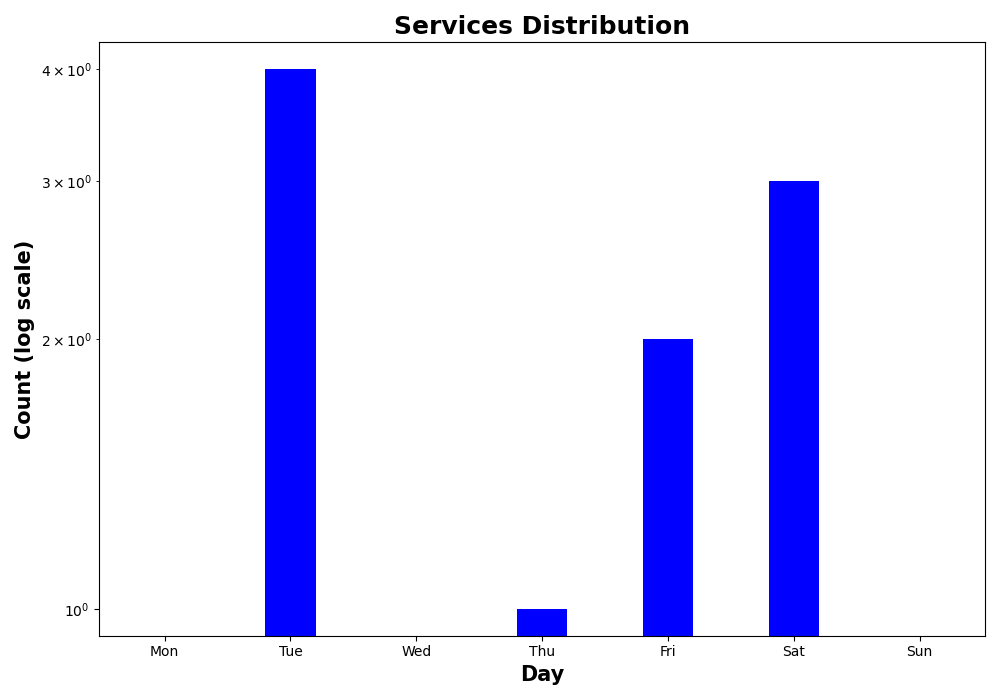 Services Distribution
Count (log scale)
4 × 10⁰
3 × 10⁰
2 × 10⁰
10⁰
Mon Tue Wed Thu Fri Sat Sun
Day